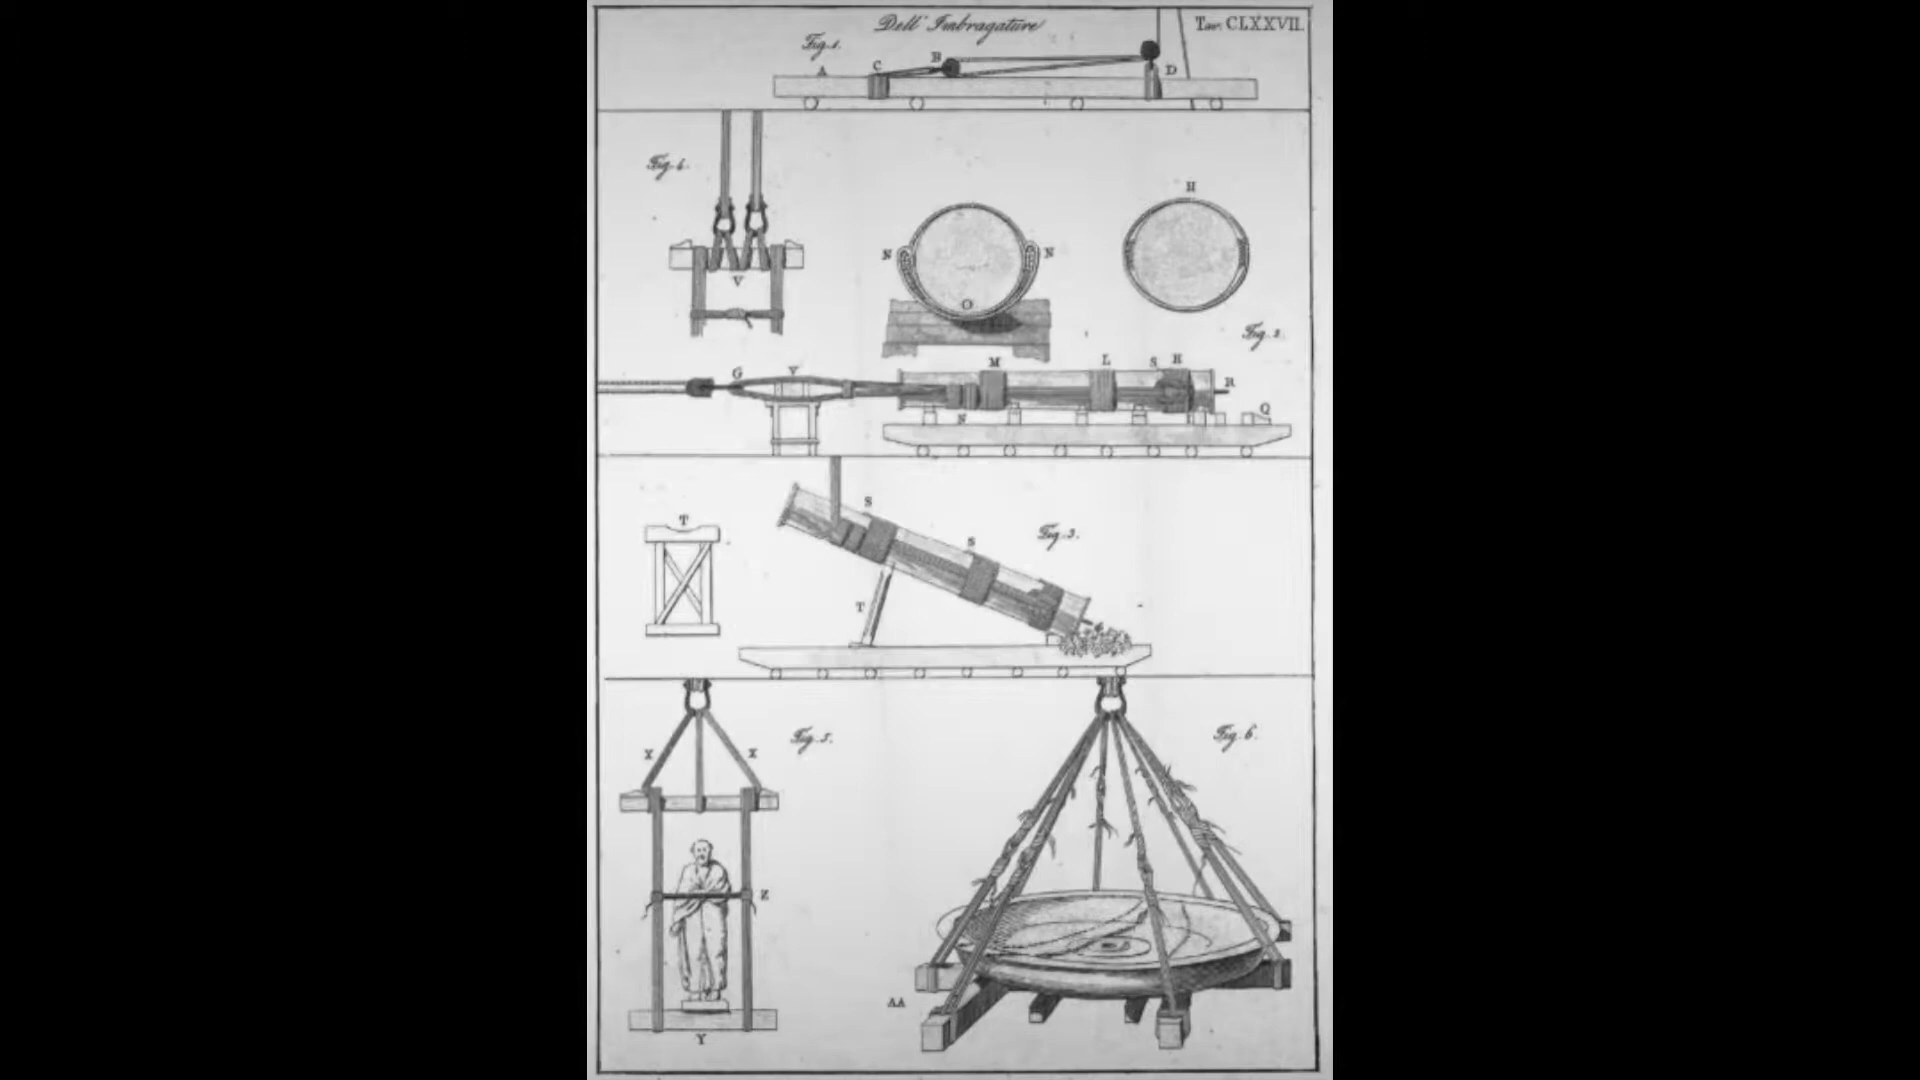 Dell' Imbragature
Tav. CLXXVII.
Fig. 1.
A
C
B
D
Fig. 4.
V
N
N
O
H
Fig. 2.
G
V
M
L
S
H
R
N
Q
T
S
S
Fig. 3.
T
X
X
Fig. 5.
Fig. 6.
Z
AA
Y